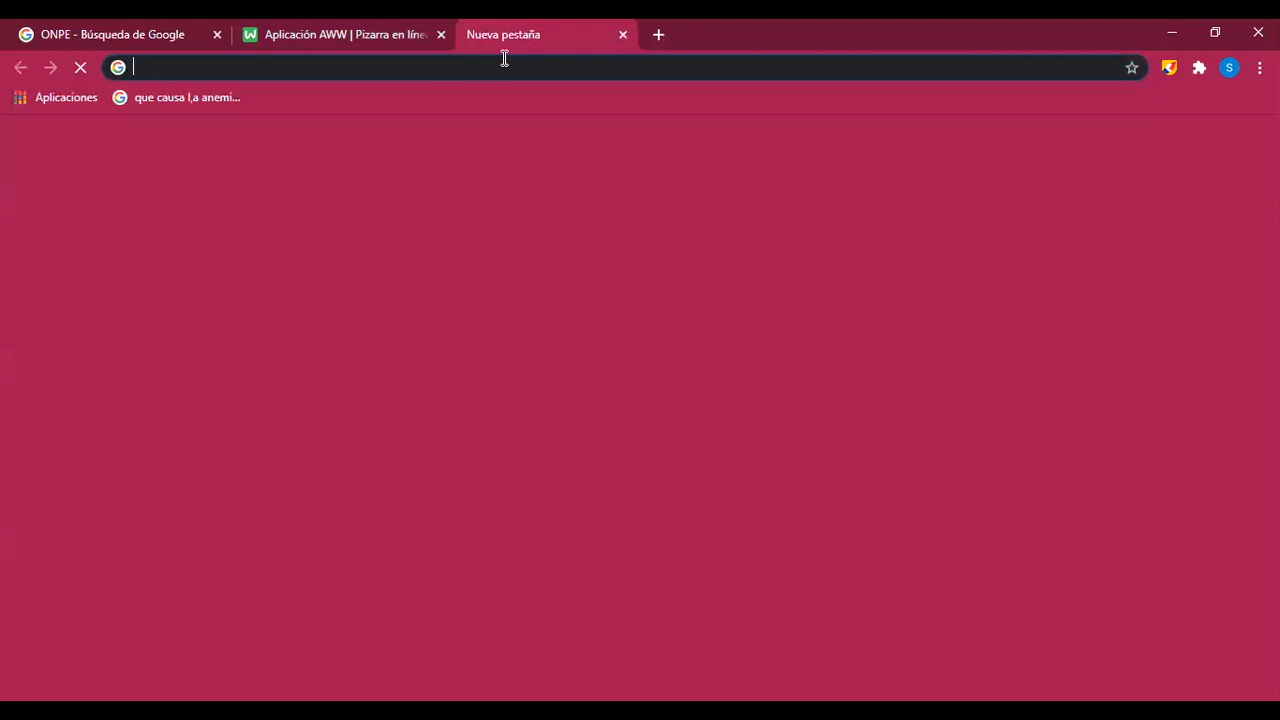 ONPE - Búsqueda de Google
Aplicación AWW | Pizarra en líne
Nueva pestaña
S
Aplicaciones
que causa l,a anemi...